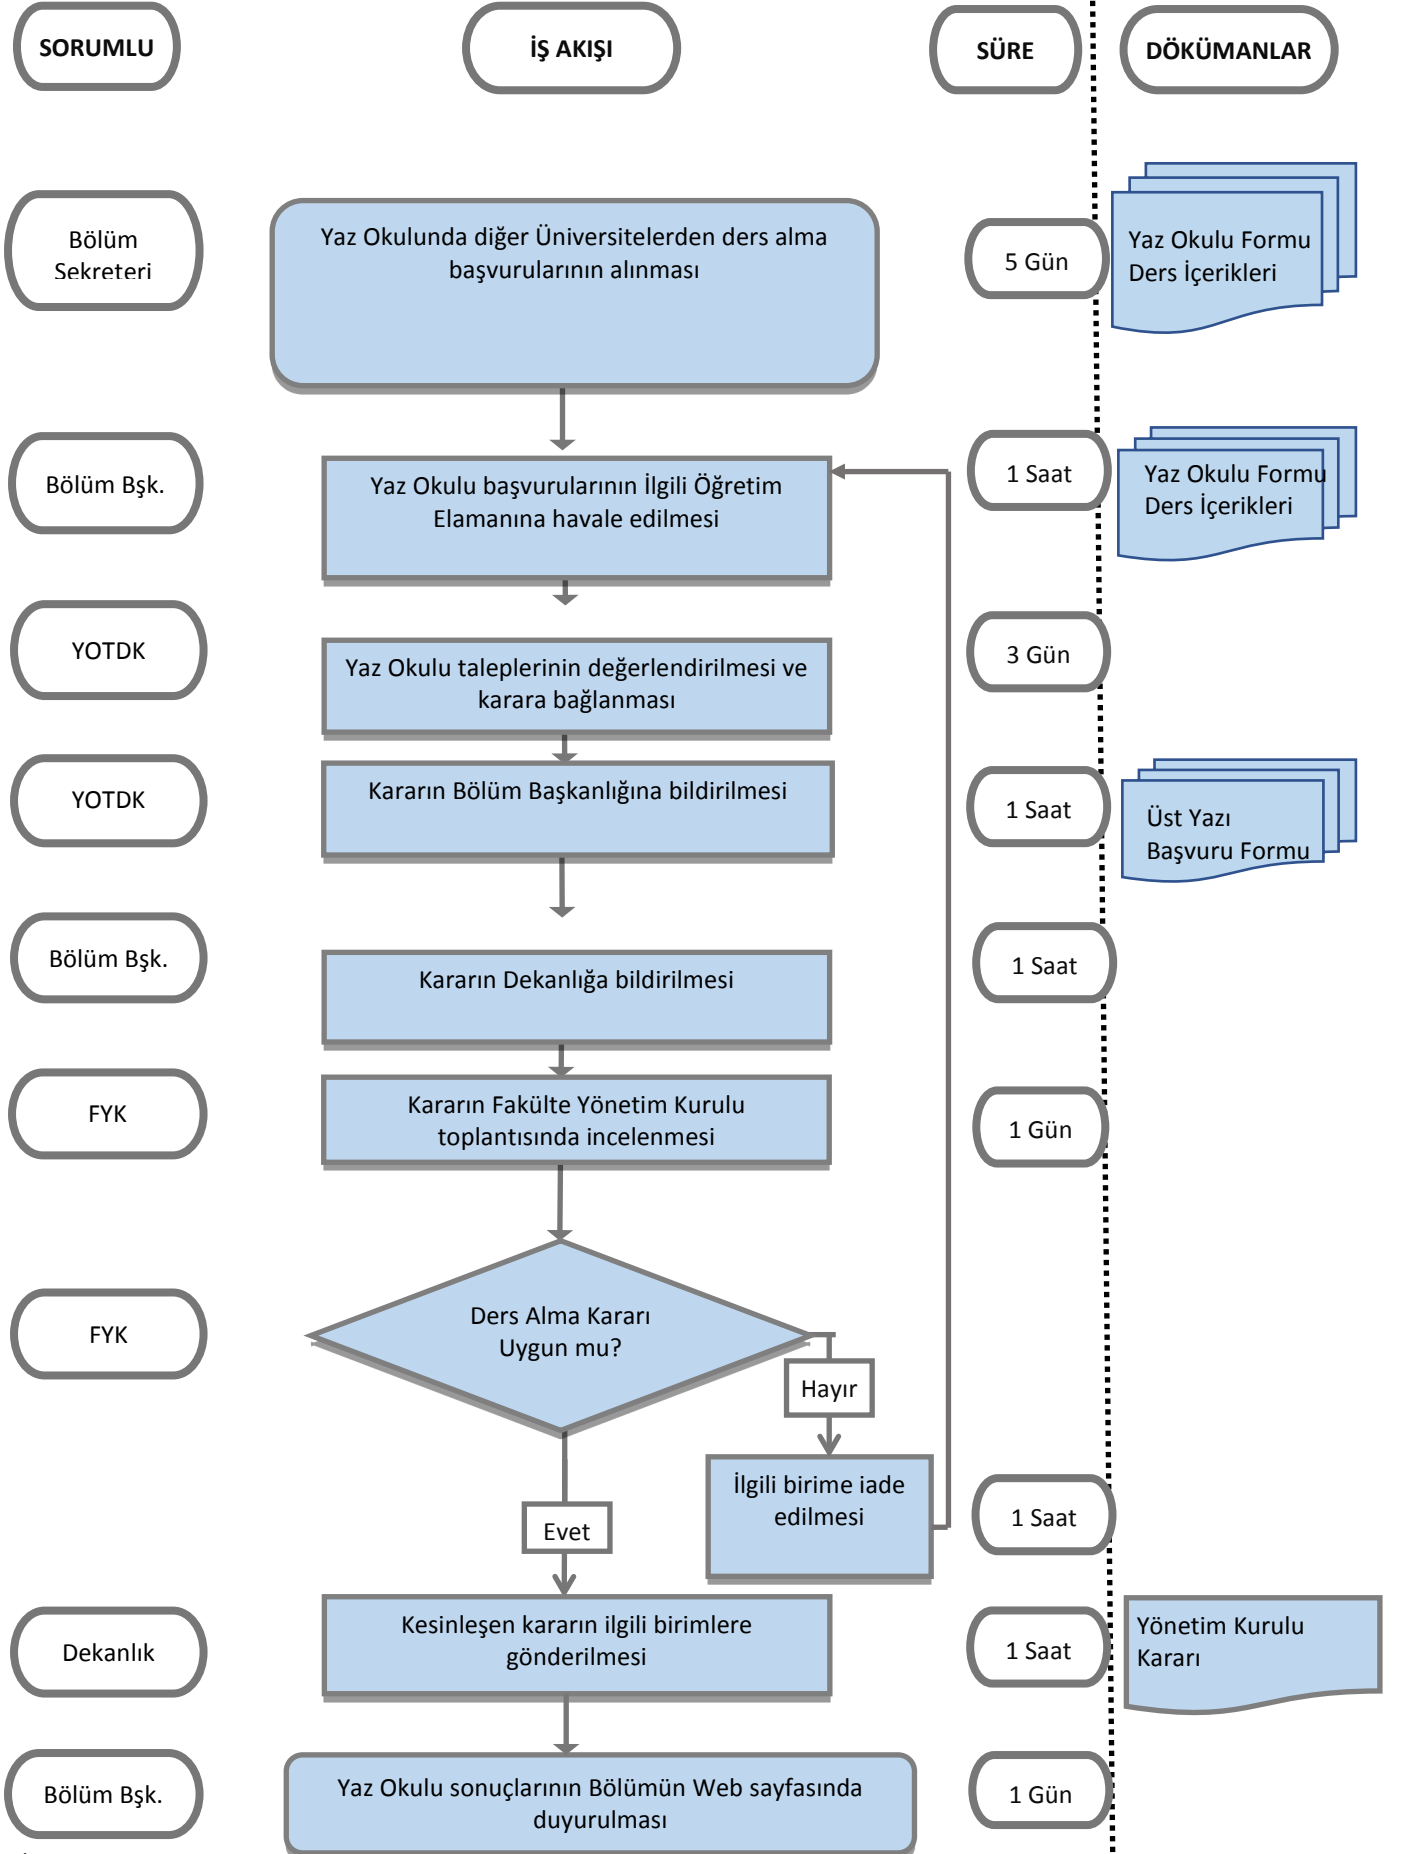 SORUMLU
İŞ AKIŞI
SÜRE
DÖKÜMANLAR
Bölüm
Sekreteri
Yaz Okulunda diğer Üniversitelerden ders alma
başvurularının alınması
5 Gün
Yaz Okulu Formu
Ders İçerikleri
Bölüm Bşk.
Yaz Okulu başvurularının İlgili Öğretim
Elamanına havale edilmesi
1 Saat
Yaz Okulu Formu
Ders İçerikleri
YOTDK
Yaz Okulu taleplerinin değerlendirilmesi ve
karara bağlanması
3 Gün
YOTDK
Kararın Bölüm Başkanlığına bildirilmesi
1 Saat
Üst Yazı
Başvuru Formu
Bölüm Bşk.
Kararın Dekanlığa bildirilmesi
1 Saat
FYK
Kararın Fakülte Yönetim Kurulu
toplantısında incelenmesi
1 Gün
FYK
Ders Alma Kararı
Uygun mu?
Hayır
İlgili birime iade
edilmesi
1 Saat
Evet
Dekanlık
Kesinleşen kararın ilgili birimlere
gönderilmesi
1 Saat
Yönetim Kurulu
Kararı
Bölüm Bşk.
Yaz Okulu sonuçlarının Bölümün Web sayfasında
duyurulması
1 Gün